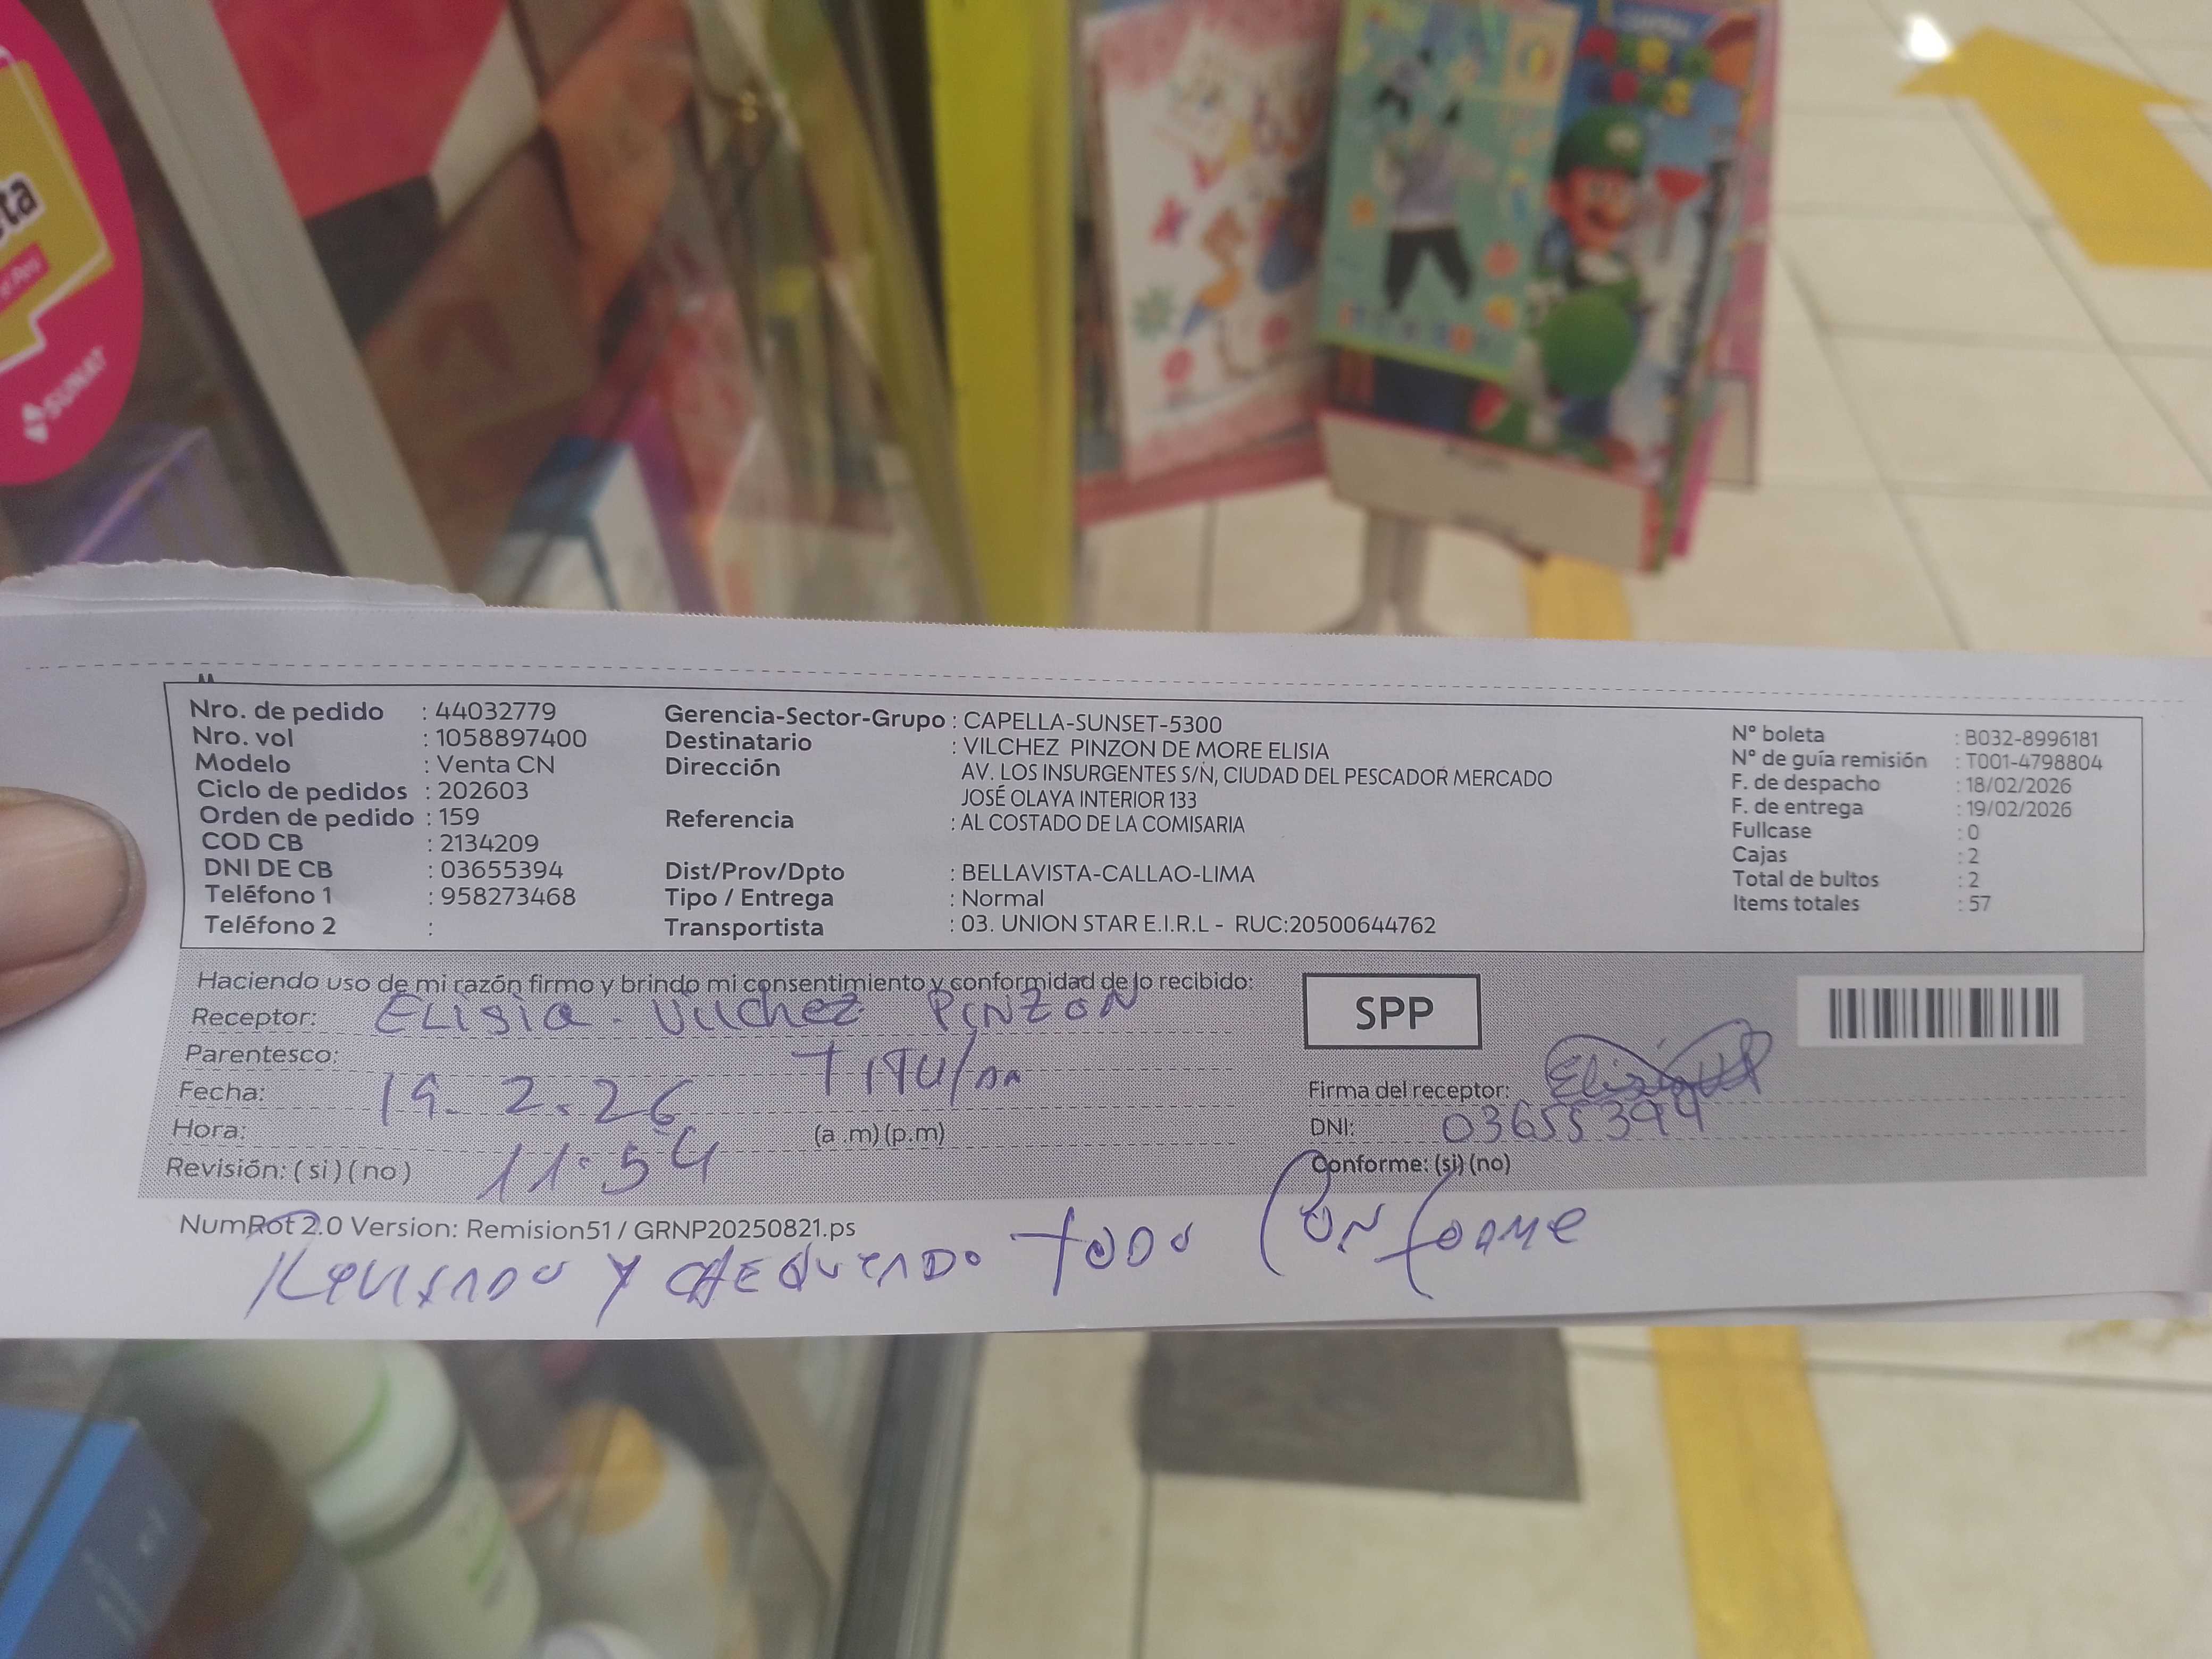 ta
SUNAT
Nro. de pedido : 44032779
Nro. vol : 1058897400
Modelo : Venta CN
Ciclo de pedidos : 202603
Orden de pedido : 159
COD CB : 2134209
DNI DE CB : 03655394
Teléfono 1 : 958273468
Teléfono 2 :
Gerencia-Sector-Grupo : CAPELLA-SUNSET-5300
Destinatario : VILCHEZ PINZON DE MORE ELISIA
Dirección AV. LOS INSURGENTES S/N, CIUDAD DEL PESCADOR MERCADO
JOSÉ OLAYA INTERIOR 133
Referencia : AL COSTADO DE LA COMISARIA
Dist/Prov/Dpto : BELLAVISTA-CALLAO-LIMA
Tipo / Entrega : Normal
Transportista : 03. UNION STAR E.I.R.L - RUC:20500644762
N° boleta : B032-8996181
N° de guía remisión : T001-4798804
F. de despacho : 18/02/2026
F. de entrega : 19/02/2026
Fullcase : 0
Cajas : 2
Total de bultos : 2
Items totales : 57
Haciendo uso de mi razón firmo y brindo mi consentimiento y conformidad de lo recibido:
Receptor: ELisia - Vilchez PINZON
Parentesco: TITU/AR
Fecha: 19. 2. 26
Hora: 11:54 (a .m) (p.m)
Revisión: ( si ) ( no )
SPP
Firma del receptor:
DNI: 03655394
Conforme: (si) (no)
NumRot 2.0 Version: Remision51 / GRNP20250821.ps
REVISADO Y CHEQUEADO TODO CONFORME